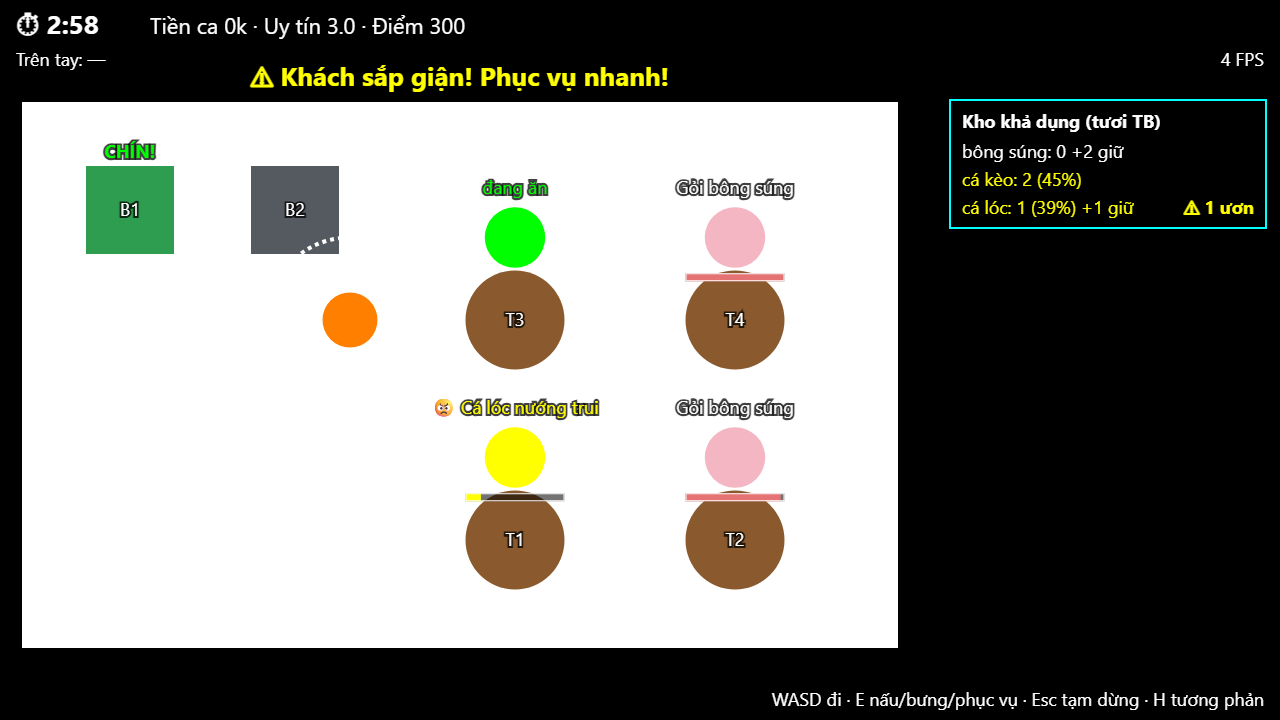 ⏱ 2:58
Tiền ca 0k · Uy tín 3.0 · Điểm 300
Trên tay: —
4 FPS
⚠ Khách sắp giận! Phục vụ nhanh!
Kho khả dụng (tươi TB)
bông súng: 0 +2 giữ
cá kèo: 2 (45%)
cá lóc: 1 (39%) +1 giữ
⚠ 1 ươn
CHÍN!
B1
B2
đang ăn
Gỏi bông súng
T3
T4
😡 Cá lóc nướng trui
Gỏi bông súng
T1
T2
WASD đi · E nấu/bưng/phục vụ · Esc tạm dừng · H tương phản